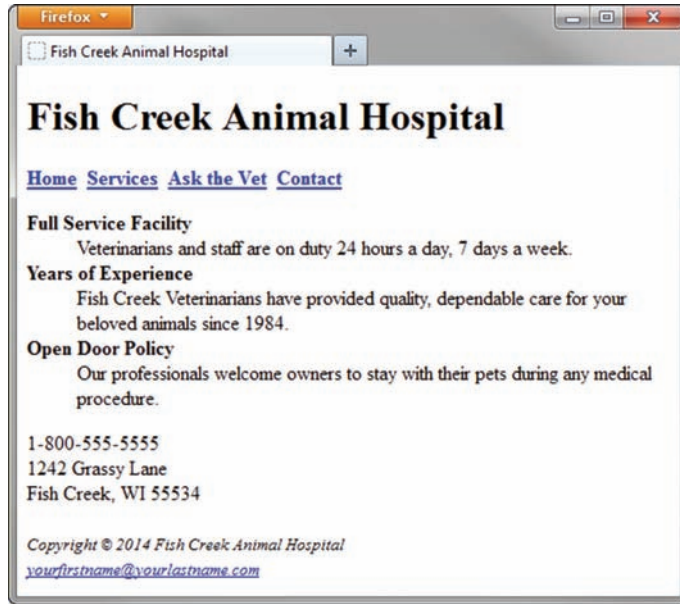 Firefox
Fish Creek Animal Hospital
+
Fish Creek Animal Hospital
Home Services Ask the Vet Contact
Full Service Facility
Veterinarians and staff are on duty 24 hours a day, 7 days a week.
Years of Experience
Fish Creek Veterinarians have provided quality, dependable care for your
beloved animals since 1984.
Open Door Policy
Our professionals welcome owners to stay with their pets during any medical
procedure.
1-800-555-5555
1242 Grassy Lane
Fish Creek, WI 55534
Copyright © 2014 Fish Creek Animal Hospital
yourfirstname@yourlastname.com